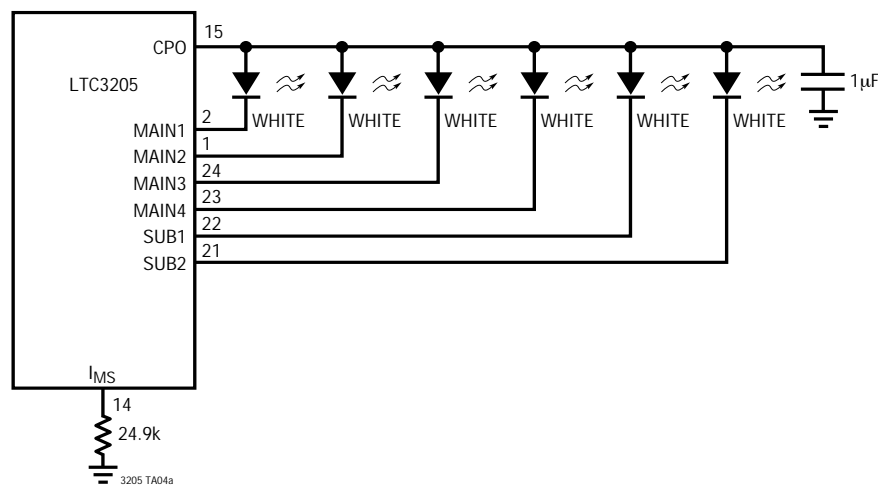 15
CPO
LTC3205
1µF
2
WHITE WHITE WHITE WHITE WHITE WHITE
MAIN1
1
MAIN2
24
MAIN3
23
MAIN4
22
SUB1
21
SUB2
IMS
14
24.9k
3205 TA04a